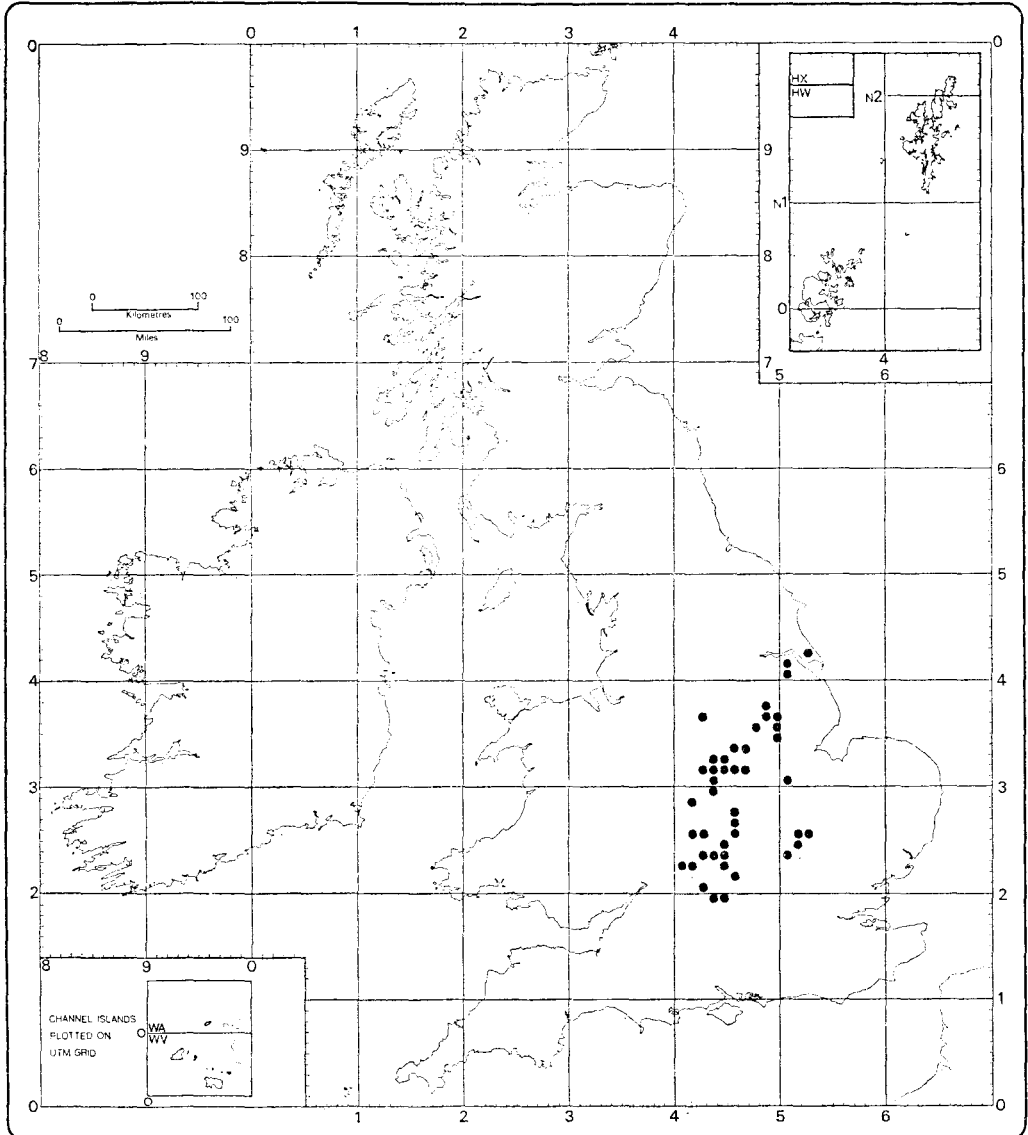 0 1 2 3 4
0 0
HX
HW
N2
9 9 9
N1
8 8 8
0 100
Kilometres
0 100
Miles
0
8 9 7 7 4
5 6
6 6
5 5
4 4
3 3
2 2
1 1
8 9 0
CHANNEL ISLANDS
PLOTTED ON
UTM GRID
0 WA
WV
0
0 1 2 3 4 5 6 0